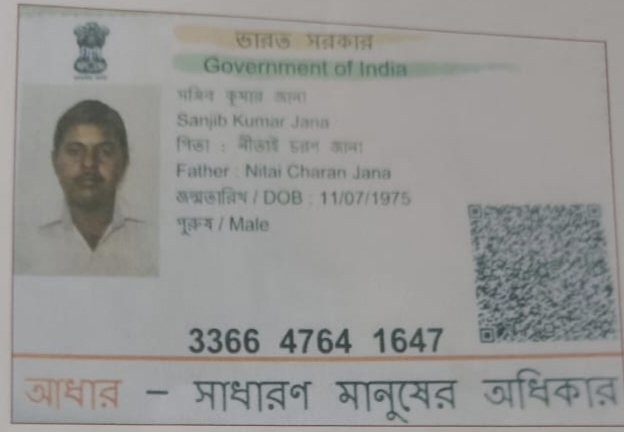 ভারত সরকার
Government of India
সঞ্জিব কুমার জানা
Sanjib Kumar Jana
পিতা : নীতাই চরণ জানা
Father : Nitai Charan Jana
জন্মতারিখ / DOB : 11/07/1975
পুরুষ / Male
3366 4764 1647
আধার – সাধারণ মানুষের অধিকার